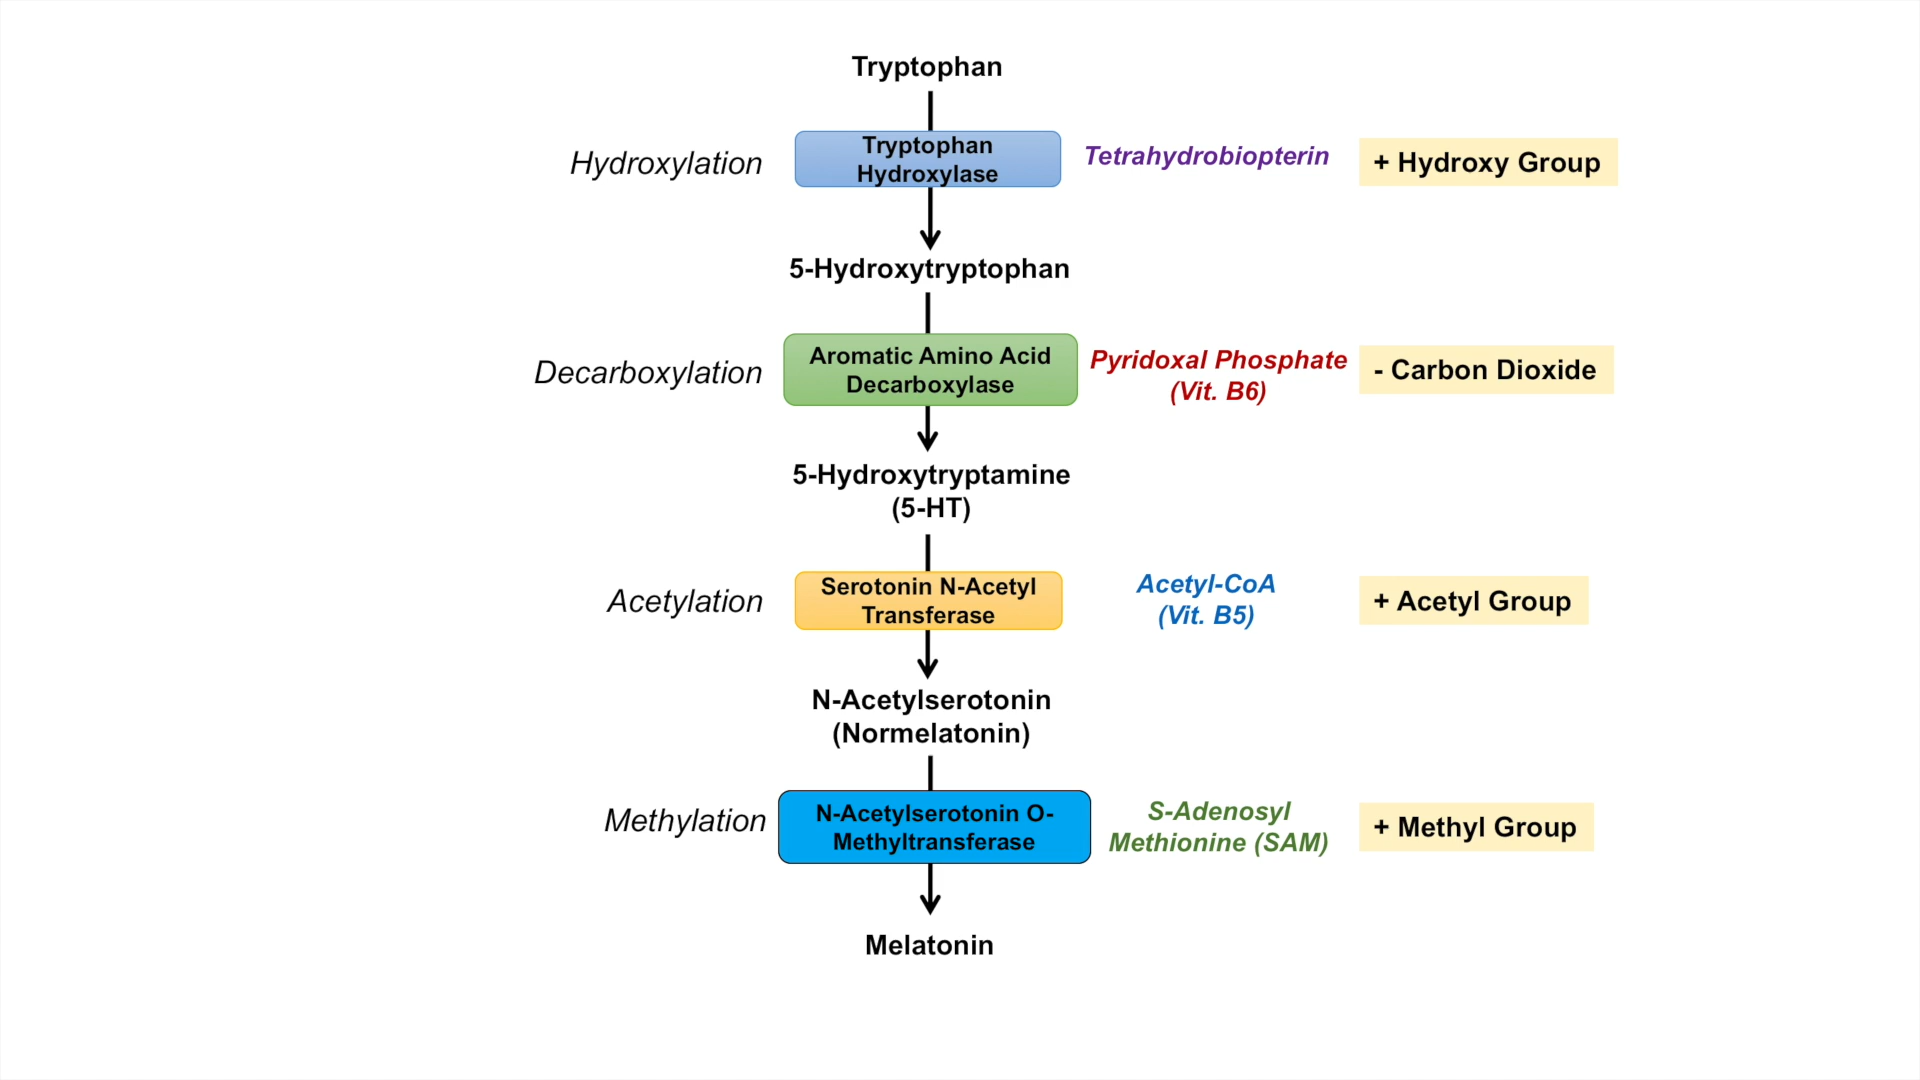 Tryptophan
Hydroxylation
Tryptophan
Hydroxylase
Tetrahydrobiopterin
+ Hydroxy Group
5-Hydroxytryptophan
Decarboxylation
Aromatic Amino Acid
Decarboxylase
Pyridoxal Phosphate
(Vit. B6)
- Carbon Dioxide
5-Hydroxytryptamine
(5-HT)
Acetylation
Serotonin N-Acetyl
Transferase
Acetyl-CoA
(Vit. B5)
+ Acetyl Group
N-Acetylserotonin
(Normelatonin)
Methylation
N-Acetylserotonin O-
Methyltransferase
S-Adenosyl
Methionine (SAM)
+ Methyl Group
Melatonin